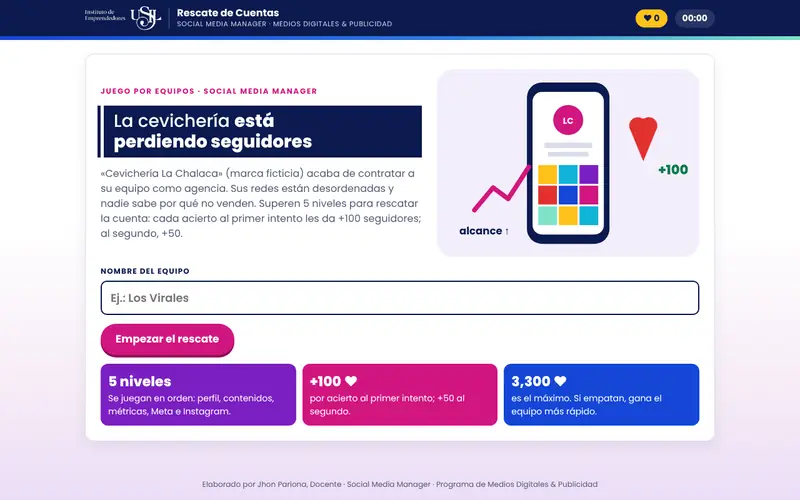 Instituto de
Emprendedores
USIL
Rescate de Cuentas
SOCIAL MEDIA MANAGER · MEDIOS DIGITALES & PUBLICIDAD
♥ 0
00:00
JUEGO POR EQUIPOS · SOCIAL MEDIA MANAGER
La cevichería está
perdiendo seguidores
«Cevichería La Chalaca» (marca ficticia) acaba de contratar a
su equipo como agencia. Sus redes están desordenadas y
nadie sabe por qué no venden. Superen 5 niveles para rescatar
la cuenta: cada acierto al primer intento les da +100 seguidores;
al segundo, +50.
LC
+100
alcance ↑
NOMBRE DEL EQUIPO
Ej.: Los Virales
Empezar el rescate
5 niveles
Se juegan en orden: perfil, contenidos,
métricas, Meta e Instagram.
+100 ♥
por acierto al primer intento; +50 al
segundo.
3,300 ♥
es el máximo. Si empatan, gana el
equipo más rápido.
Elaborado por Jhon Pariona, Docente · Social Media Manager · Programa de Medios Digitales & Publicidad